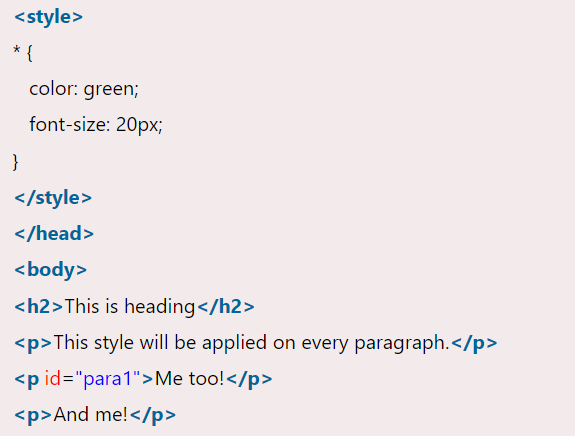 <style>
* {
color: green;
font-size: 20px;
}
</style>
</head>
<body>
<h2>This is heading</h2>
<p>This style will be applied on every paragraph.</p>
<p id="para1">Me too!</p>
<p>And me!</p>